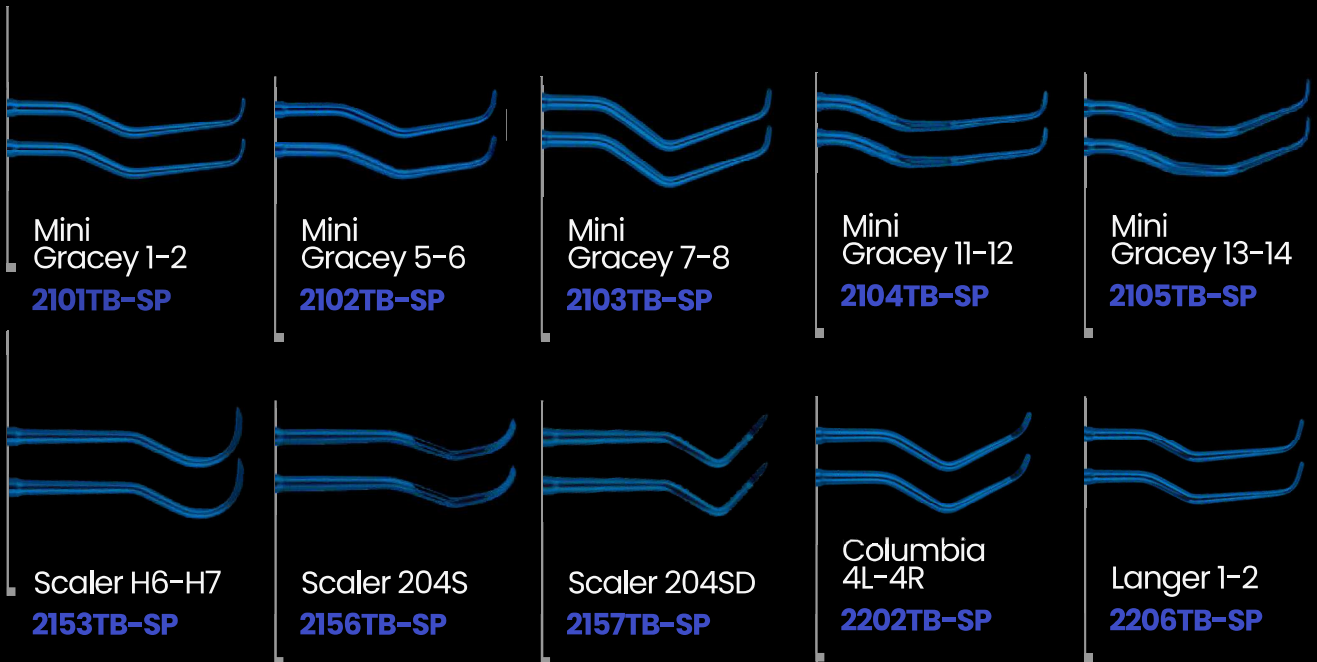 Mini
Gracey 1-2
2101TB-SP
Mini
Gracey 5-6
2102TB-SP
Mini
Gracey 7-8
2103TB-SP
Mini
Gracey 11-12
2104TB-SP
Mini
Gracey 13-14
2105TB-SP
Scaler H6-H7
2153TB-SP
Scaler 204S
2156TB-SP
Scaler 204SD
2157TB-SP
Columbia
4L-4R
2202TB-SP
Langer 1-2
2206TB-SP